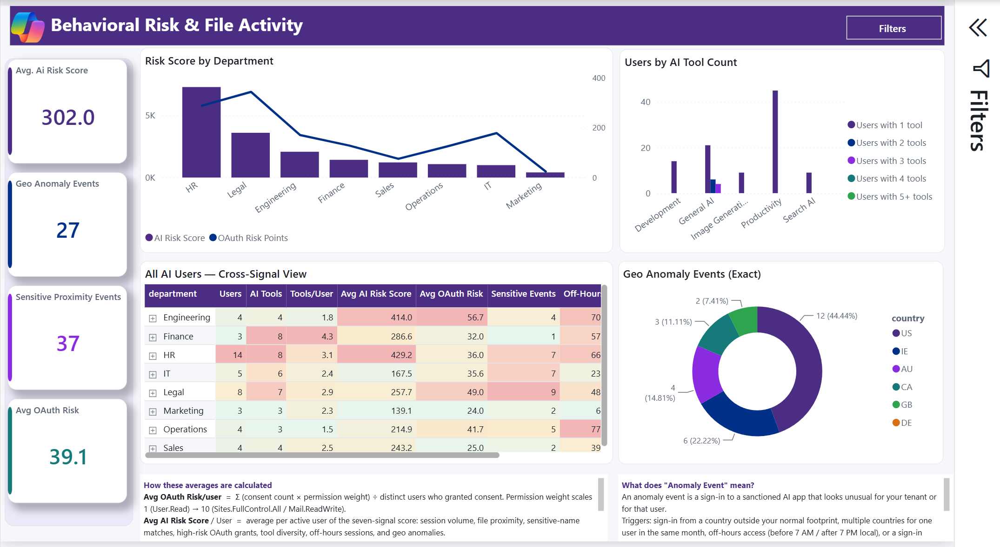 Behavioral Risk & File Activity
Filters
Filters
Avg. Ai Risk Score
302.0
Geo Anomaly Events
27
Sensitive Proximity Events
37
Avg OAuth Risk
39.1
Risk Score by Department
5K
0K
400
200
0
HR
Legal
Engineering
Finance
Sales
Operations
IT
Marketing
AI Risk Score
OAuth Risk Points
Users by AI Tool Count
40
20
0
Development
General AI
Image Generati...
Productivity
Search AI
Users with 1 tool
Users with 2 tools
Users with 3 tools
Users with 4 tools
Users with 5+ tools
All AI Users — Cross-Signal View
department Users AI Tools Tools/User Avg AI Risk Score Avg OAuth Risk Sensitive Events Off-Hours
Engineering 4 4 1.8 414.0 56.7 4 70
Finance 3 8 4.3 286.6 32.0 1 57
HR 14 8 3.1 429.2 36.0 7 66
IT 5 6 2.4 167.5 35.6 7 23
Legal 8 7 2.9 257.7 49.0 9 48
Marketing 3 3 2.3 139.1 24.0 2 6
Operations 4 3 1.5 214.9 41.7 5 77
Sales 4 4 2.5 243.2 25.0 2 39
Geo Anomaly Events (Exact)
2 (7.41%)
3 (11.11%)
12 (44.44%)
4
(14.81%)
6 (22.22%)
country
US
IE
AU
CA
GB
DE
How these averages are calculated
Avg OAuth Risk/user = Σ (consent count × permission weight) ÷ distinct users who granted consent. Permission weight scales
1 (User.Read) → 10 (Sites.FullControl.All / Mail.ReadWrite).
Avg AI Risk Score / User = average per active user of the seven-signal score: session volume, file proximity, sensitive-name
matches, high-risk OAuth grants, tool diversity, off-hours sessions, and geo anomalies.
What does "Anomaly Event" mean?
An anomaly event is a sign-in to a sanctioned AI app that looks unusual for your tenant or
for that user.
Triggers: sign-in from a country outside your normal footprint, multiple countries for one
user in the same month, off-hours access (before 7 AM / after 7 PM local), or a sign-in